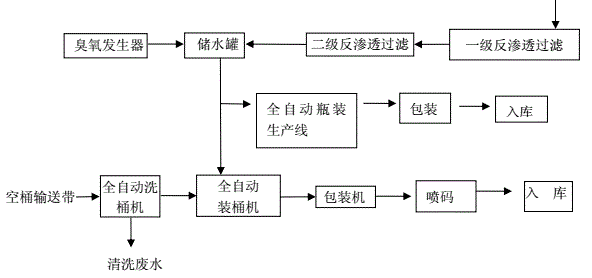 臭氧发生器
储水罐
二级反渗透过滤
一级反渗透过滤
全自动瓶装
生产线
包装
入库
空桶输送带
全自动洗
桶机
全自动
装桶机
包装机
喷码
入 库
清洗废水